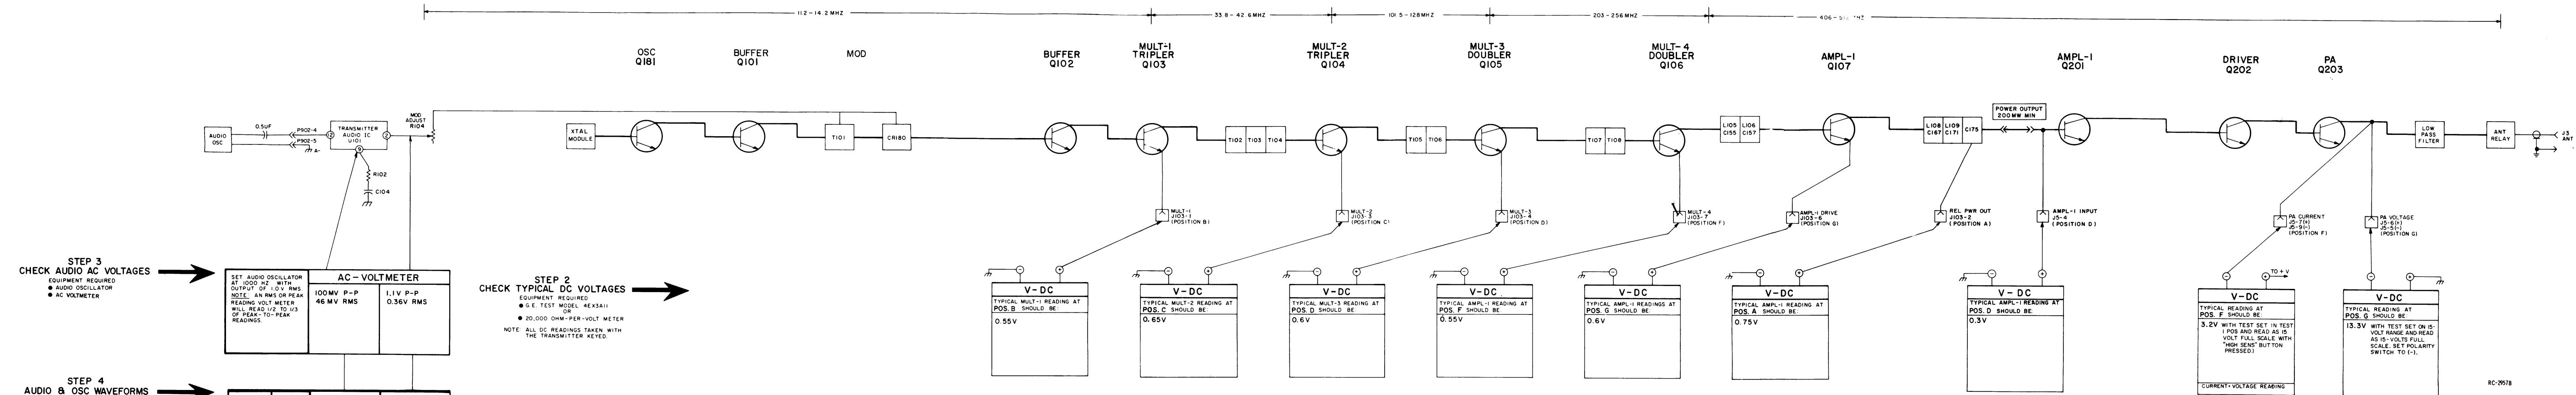 11.2-14.2MHZ
33.8-42.6MHZ
101.5-128MHZ
203-256MHZ
406-
OSC
Q181
BUFFER
Q101
MOD
BUFFER
Q102
MULT-1
TRIPLER
Q103
MULT-2
TRIPLER
Q104
MULT-3
DOUBLER
Q105
MULT-4
DOUBLER
Q106
AMPL-1
Q107
AMPL-1
Q201
DRIVER
Q202
PA
Q203
AUDIO
OSC
0.5UF
P902-4
P902-5
A-
12
TRANSMITTER
AUDIO IC
U101
2
9
R102
C104
MOD
ADJUST
R104
XTAL
MODULE
T101
CR180
T102
T103
T104
T105
T106
T107
T108
L105
C155
L106
C157
L108
C167
L109
C171
C175
POWER OUTPUT
200MW MIN
LOW
PASS
FILTER
ANT
RELAY
J3
ANT
MULT-1
J103-1
(POSITION B)
MULT-2
J103-3
(POSITION C)
MULT-3
J103-4
(POSITION D)
MULT-4
J103-7
(POSITION F)
AMPL-1 DRIVE
J103-6
(POSITION G)
REL PWR OUT
J103-2
(POSITION A)
AMPL-1 INPUT
J5-4
(POSITION D)
PA CURRENT
J5-7(+)
J5-9(-)
(POSITION F)
PA VOLTAGE
J5-6(+)
J5-5(-)
(POSITION G)
STEP 3
CHECK AUDIO AC VOLTAGES
EQUIPMENT REQUIRED
● AUDIO OSCILLATOR
● AC VOLTMETER
SET AUDIO OSCILLATOR
AT 1000 HZ WITH
OUTPUT OF 1.0 V RMS
NOTE: AN RMS OR PEAK
READING VOLT METER
WILL READ 1/2 TO 1/3
OF PEAK-TO-PEAK
READINGS.
AC-VOLTMETER
100MV P-P
46 MV RMS
1.1V P-P
0.36V RMS
STEP 2
CHECK TYPICAL DC VOLTAGES
EQUIPMENT REQUIRED
● G.E. TEST MODEL 4EX3A11
OR
● 20,000 OHM-PER-VOLT METER
NOTE: ALL DC READINGS TAKEN WITH
THE TRANSMITTER KEYED.
V-DC
TYPICAL MULT-1 READING AT
POS. B SHOULD BE:
0.55V
V-DC
TYPICAL MULT-2 READING AT
POS. C SHOULD BE:
0.65V
V-DC
TYPICAL MULT-3 READING AT
POS. D SHOULD BE:
0.6V
V-DC
TYPICAL AMPL-1 READING AT
POS. F SHOULD BE:
0.55V
V-DC
TYPICAL AMPL-1 READINGS AT
POS. G SHOULD BE:
0.6V
V-DC
TYPICAL AMPL-1 READING AT
POS. A SHOULD BE:
0.75V
V-DC
TYPICAL AMPL-1 READING AT
POS. D SHOULD BE:
0.3V
TO + V
V-DC
TYPICAL READING AT
POS. F SHOULD BE:
3.2V WITH TEST SET IN TEST
1 POS AND READ AS 15
VOLT FULL SCALE WITH
"HIGH SENS" BUTTON
PRESSED)
CURRENT÷VOLTAGE READING
V-DC
TYPICAL READING AT
POS. G SHOULD BE:
13.3V WITH TEST SET ON 15-
VOLT RANGE AND READ
AS 15-VOLTS FULL
SCALE. SET POLARITY
SWITCH TO (-).
STEP 4
AUDIO & OSC WAVEFORMS
RC-2957B